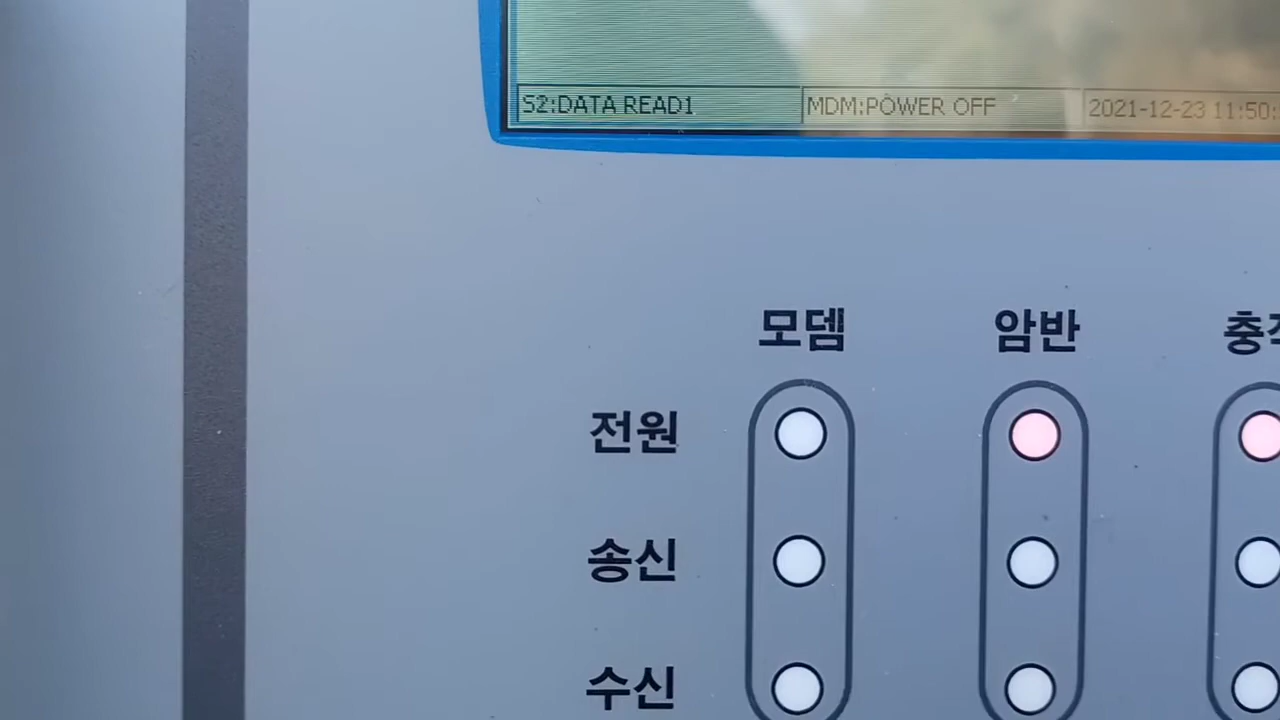 S2:DATA READ1 MDM:POWER OFF 2021-12-23 11:50:
모뎀 암반
전원
송신
수신